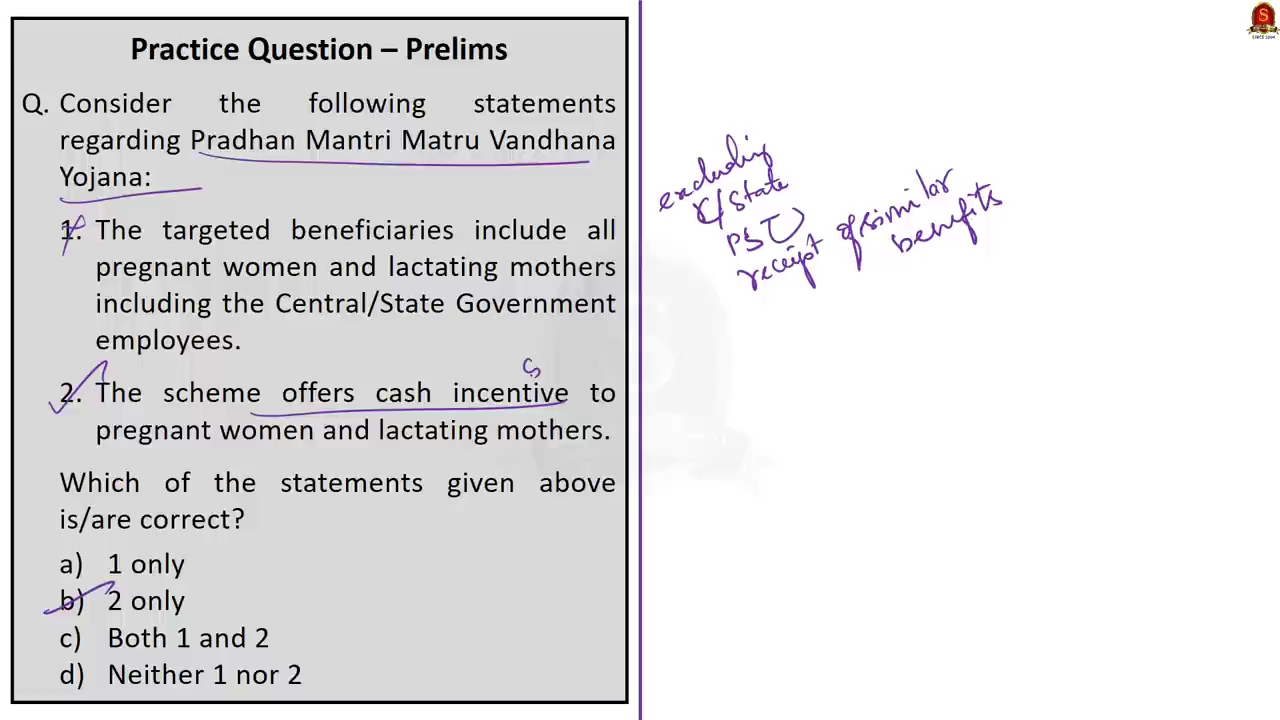 Practice Question – Prelims
Q. Consider the following statements
regarding Pradhan Mantri Matru Vandhana
Yojana:
1. The targeted beneficiaries include all
pregnant women and lactating mothers
including the Central/State Government
employees.
2. The scheme offers cash incentive to
pregnant women and lactating mothers.
Which of the statements given above
is/are correct?
a) 1 only
b) 2 only
c) Both 1 and 2
d) Neither 1 nor 2
excluding
C/State
PSU
receipt of similar
benefits
S
SINCE 2004